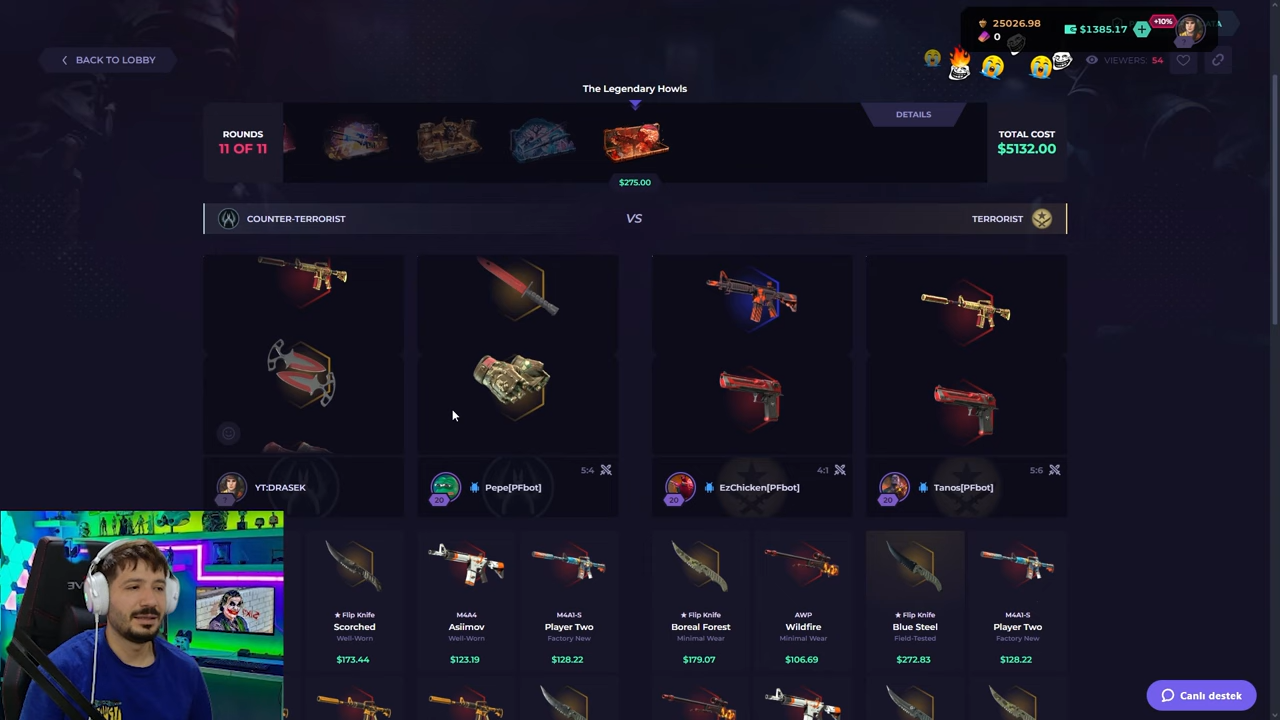 25026.98
0
$1385.17
+10%
BACK TO LOBBY
VIEWERS: 54
The Legendary Howls
ROUNDS
11 OF 11
DETAILS
TOTAL COST
$5132.00
$275.00
COUNTER-TERRORIST
VS
TERRORIST
YT:DRASEK
5:4
20
Pepe[PFbot]
4:1
20
EzChicken[PFbot]
5:6
20
Tanos[PFbot]
★ Flip Knife
Scorched
Well-Worn
$173.44
M4A4
Asiimov
Well-Worn
$123.19
M4A1-S
Player Two
Factory New
$128.22
★ Flip Knife
Boreal Forest
Minimal Wear
$179.07
AWP
Wildfire
Minimal Wear
$106.69
★ Flip Knife
Blue Steel
Field-Tested
$272.83
M4A1-S
Player Two
Factory New
$128.22
Canlı destek